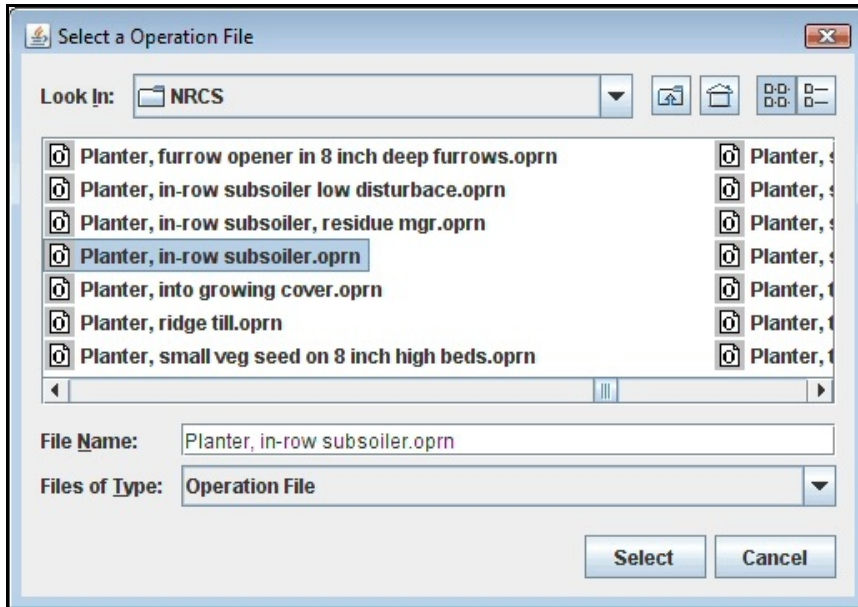 Select a Operation File
Look In: NRCS
Planter, furrow opener in 8 inch deep furrows.oprn
Planter, in-row subsoiler low disturbace.oprn
Planter, in-row subsoiler, residue mgr.oprn
Planter, in-row subsoiler.oprn
Planter, into growing cover.oprn
Planter, ridge till.oprn
Planter, small veg seed on 8 inch high beds.oprn
Planter,
Planter,
Planter,
Planter,
Planter, t
Planter, t
Planter, t
File Name: Planter, in-row subsoiler.oprn
Files of Type: Operation File
Select Cancel